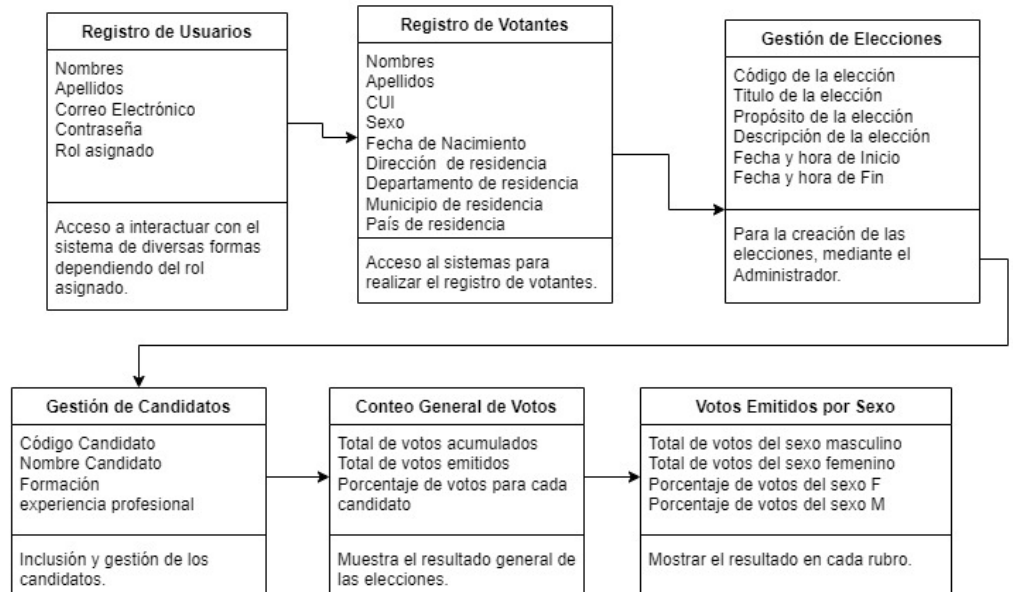 Registro de Usuarios
Nombres
Apellidos
Correo Electrónico
Contraseña
Rol asignado
Acceso a interactuar con el
sistema de diversas formas
dependiendo del rol
asignado.
Registro de Votantes
Nombres
Apellidos
CUI
Sexo
Fecha de Nacimiento
Dirección de residencia
Departamento de residencia
Municipio de residencia
País de residencia
Acceso al sistemas para
realizar el registro de votantes.
Gestión de Elecciones
Código de la elección
Titulo de la elección
Propósito de la elección
Descripción de la elección
Fecha y hora de Inicio
Fecha y hora de Fin
Para la creación de las
elecciones, mediante el
Administrador.
Gestión de Candidatos
Código Candidato
Nombre Candidato
Formación
experiencia profesional
Inclusión y gestión de los
candidatos.
Conteo General de Votos
Total de votos acumulados
Total de votos emitidos
Porcentaje de votos para cada
candidato
Muestra el resultado general de
las elecciones.
Votos Emitidos por Sexo
Total de votos del sexo masculino
Total de votos del sexo femenino
Porcentaje de votos del sexo F
Porcentaje de votos del sexo M
Mostrar el resultado en cada rubro.